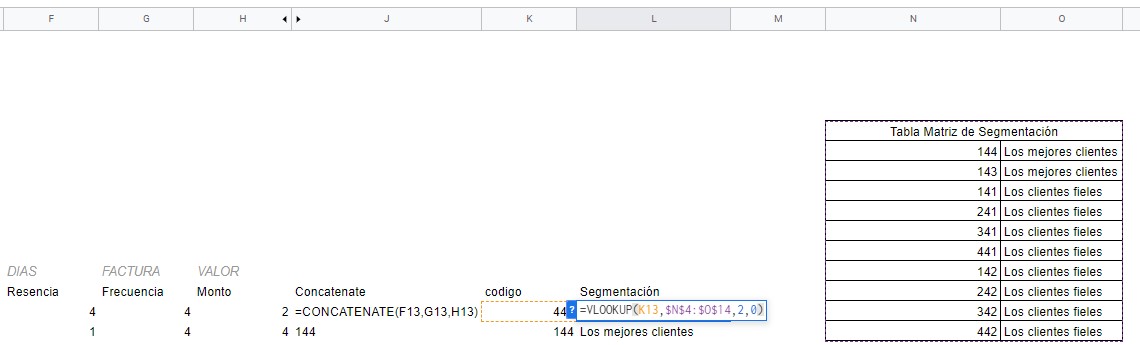 F G H J K L M N O
Tabla Matriz de Segmentación
144 Los mejores clientes
143 Los mejores clientes
141 Los clientes fieles
241 Los clientes fieles
341 Los clientes fieles
441 Los clientes fieles
DIAS FACTURA VALOR 142 Los clientes fieles
Resencia Frecuencia Monto Concatenate codigo Segmentación 242 Los clientes fieles
4 4 2 =CONCATENATE(F13,G13,H13) 44 ? =VLOOKUP(K13,$N$4:$O$14,2,0) 342 Los clientes fieles
1 4 4 144 144 Los mejores clientes 442 Los clientes fieles